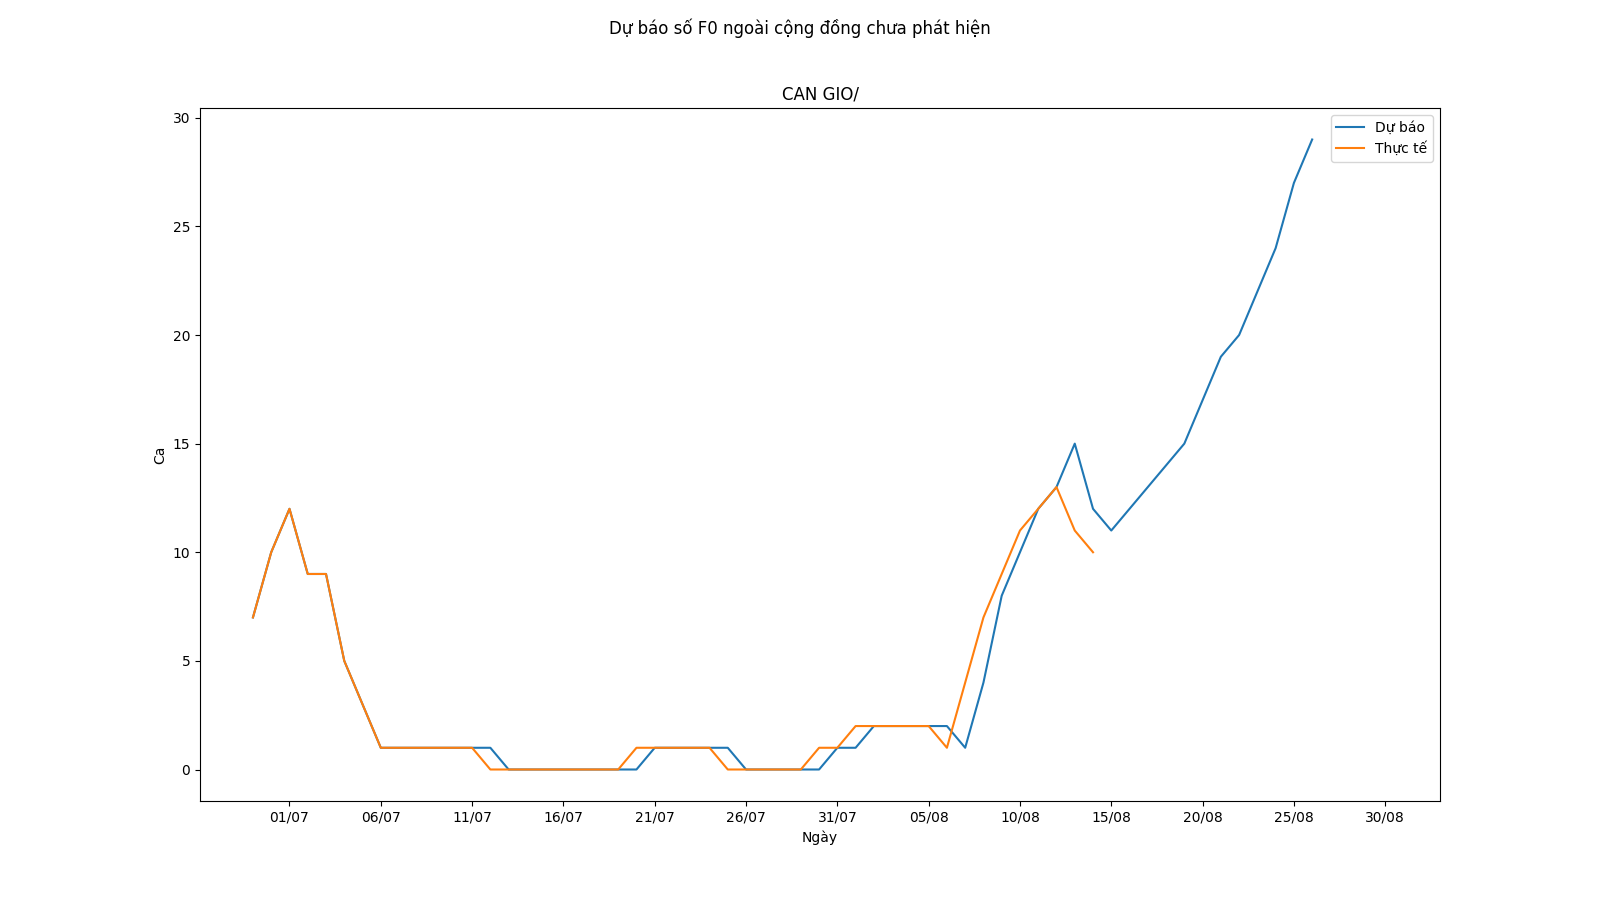 Dự báo số F0 ngoài cộng đồng chưa phát hiện
CAN GIO/
30
25
20
15
10
5
0
Ca
Dự báo
Thực tế
01/07 06/07 11/07 16/07 21/07 26/07 31/07 05/08 10/08 15/08 20/08 25/08 30/08
Ngày